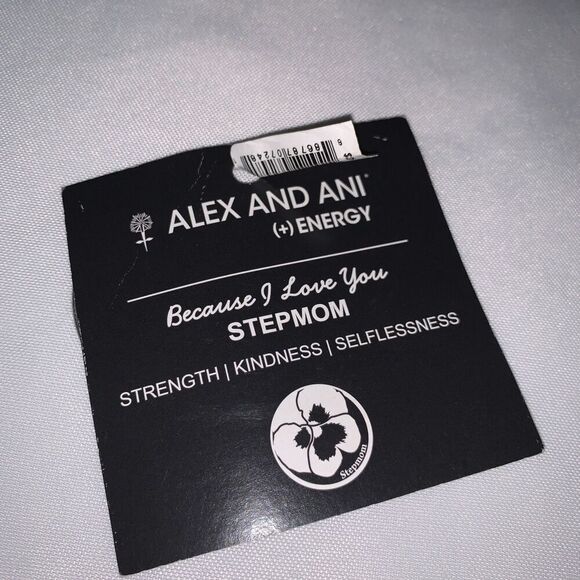 ALEX AND ANI®
(+) ENERGY
Because I Love You
STEPMOM
STRENGTH | KINDNESS | SELFLESSNESS
Stepmom